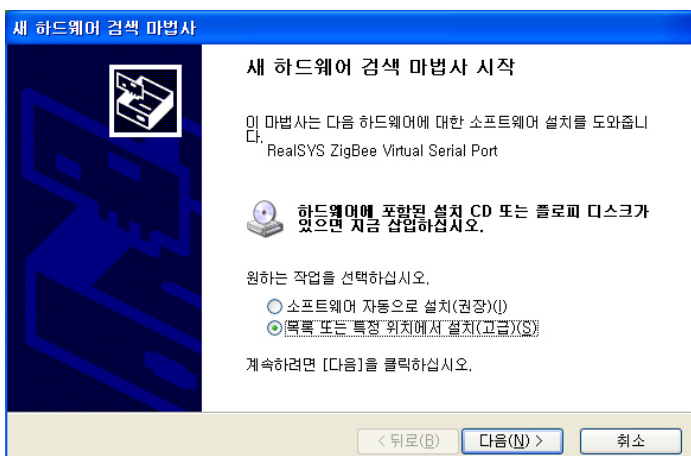 새 하드웨어 검색 마법사
새 하드웨어 검색 마법사 시작
이 마법사는 다음 하드웨어에 대한 소프트웨어 설치를 도와줍니
다.
RealSYS ZigBee Virtual Serial Port
하드웨어에 포함된 설치 CD 또는 플로피 디스크가
있으면 지금 삽입하십시오.
원하는 작업을 선택하십시오.
소프트웨어 자동으로 설치(권장)(I)
목록 또는 특정 위치에서 설치(고급)(S)
계속하려면 [다음]을 클릭하십시오.
< 뒤로(B) 다음(N) > 취소